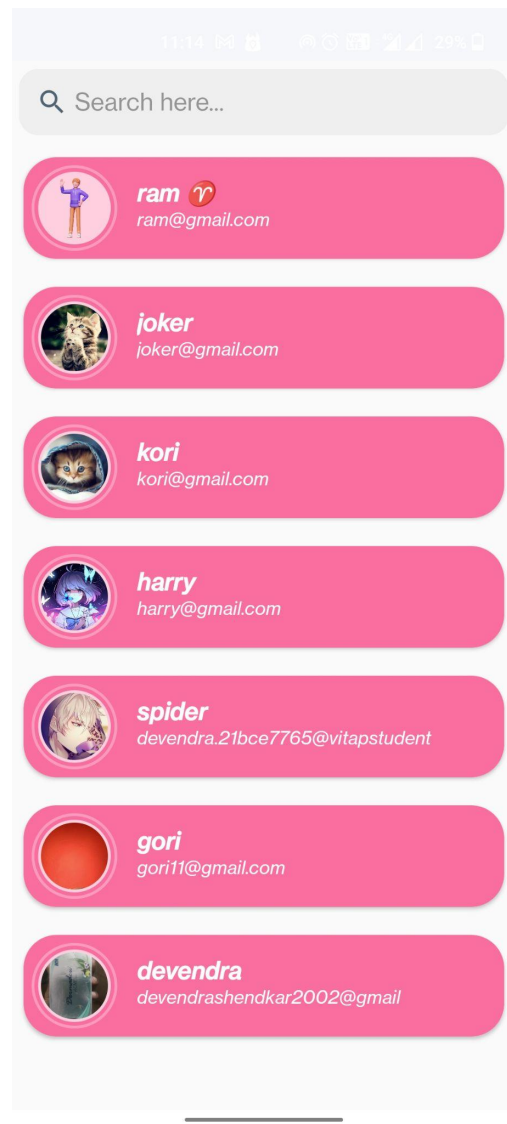 11:14 29%
Search here...
ram ♈
ram@gmail.com
joker
joker@gmail.com
kori
kori@gmail.com
harry
harry@gmail.com
spider
devendra.21bce7765@vitapstudent
gori
gori11@gmail.com
devendra
devendrashendkar2002@gmail